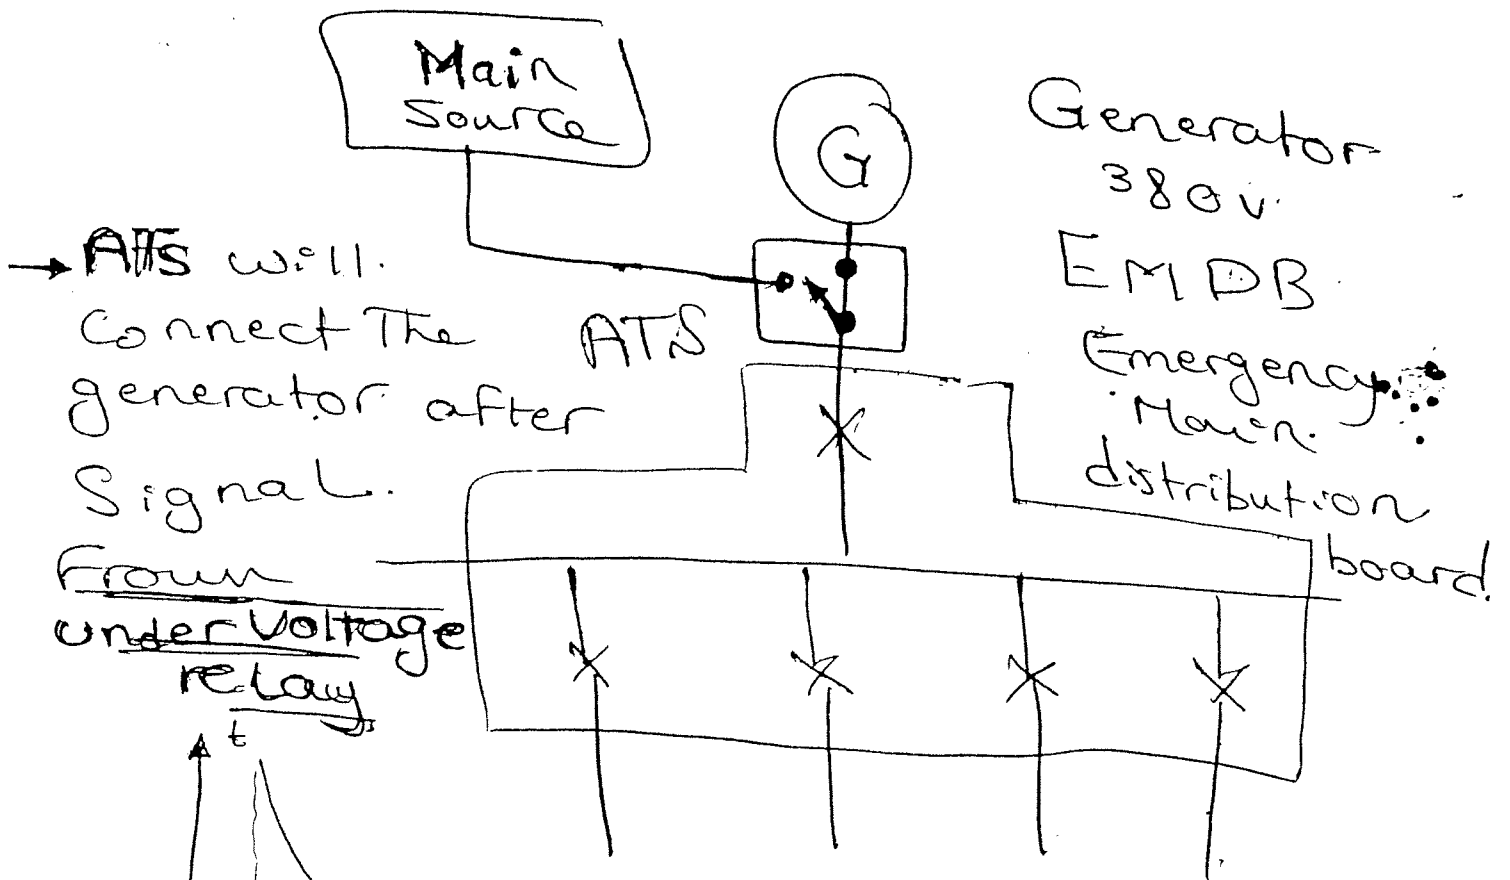 Main
Source
G
Generator
380V.
EMDB
Emergency
Main.
distribution
board.
ATS
→ ATS will.
Connect The
generator after
Signal.
From
under Voltage
relay
t